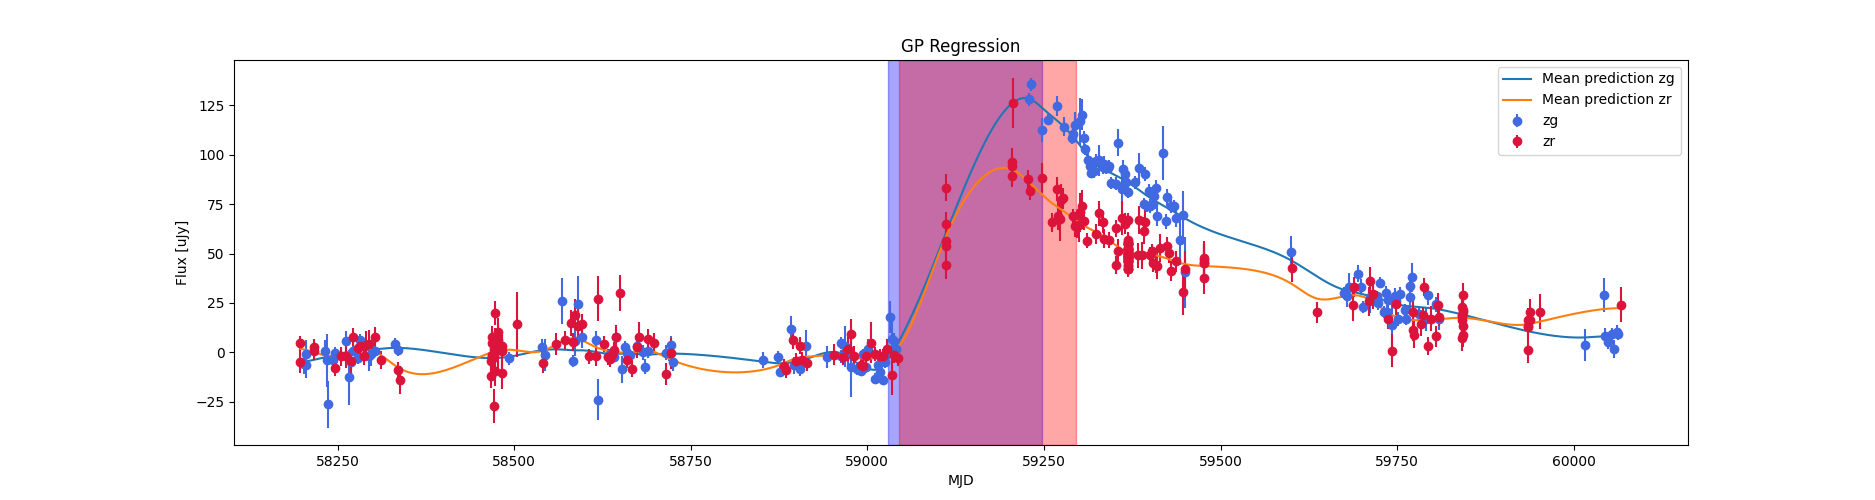 GP Regression
Flux [uJy]
125
100
75
50
25
0
−25
Mean prediction zg
Mean prediction zr
zg
zr
58250 58500 58750 59000 59250 59500 59750 60000
MJD